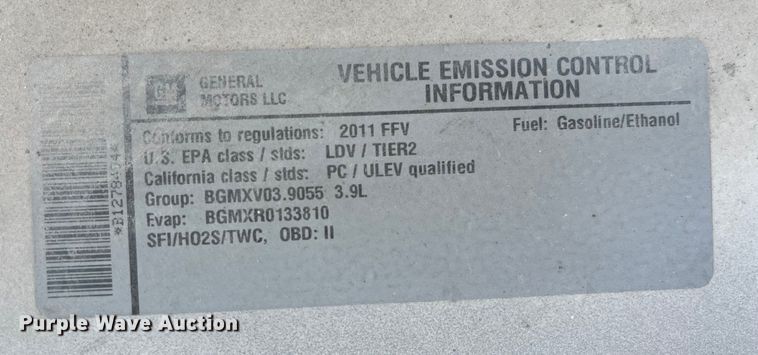 GM
GENERAL
MOTORS LLC
VEHICLE EMISSION CONTROL
INFORMATION
Conforms to regulations: 2011 FFV
Fuel: Gasoline/Ethanol
U.S. EPA class / stds: LDV / TIER2
California class / stds: PC / ULEV qualified
Group: BGMXV03.9055 3.9L
Evap: BGMXR0133810
SFI/HO2S/TWC, OBD: II
Purple Wave Auction